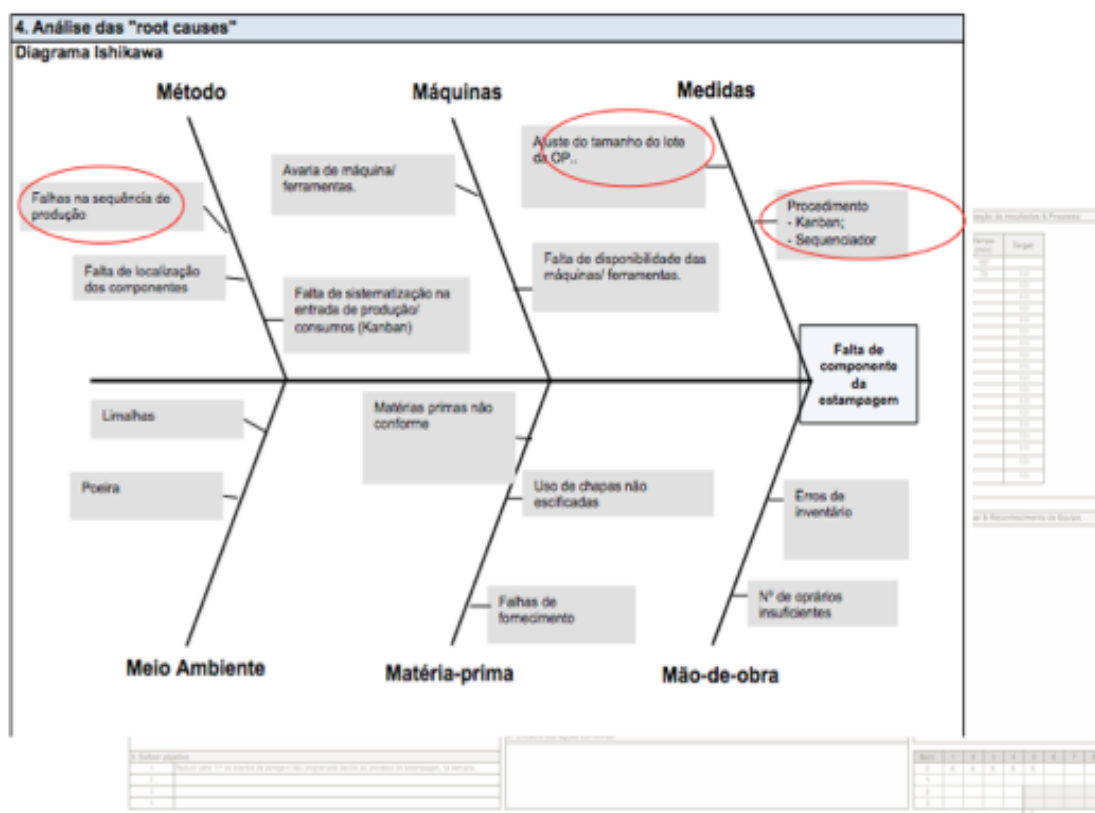 4. Análise das "root causes"
Diagrama Ishikawa
Método
Máquinas
Medidas
Falhas na sequência de
produção
Falta de localização
dos componentes
Falta de sistematização na
entrada de produção/
consumos (Kanban)
Avaria de máquina/
ferramentas.
Falta de disponibilidade das
máquinas/ ferramentas.
Ajuste do tamanho do lote
da OP..
Procedimento
- Kanban;
- Sequenciador
Falta de
componente
da
estampagem
Limalhas
Poeira
Matérias primas não
conforme
Uso de chapas não
escificadas
Falhas de
fornecimento
Erros de
inventário
Nº de oprários
insuficientes
Meio Ambiente
Matéria-prima
Mão-de-obra
Target